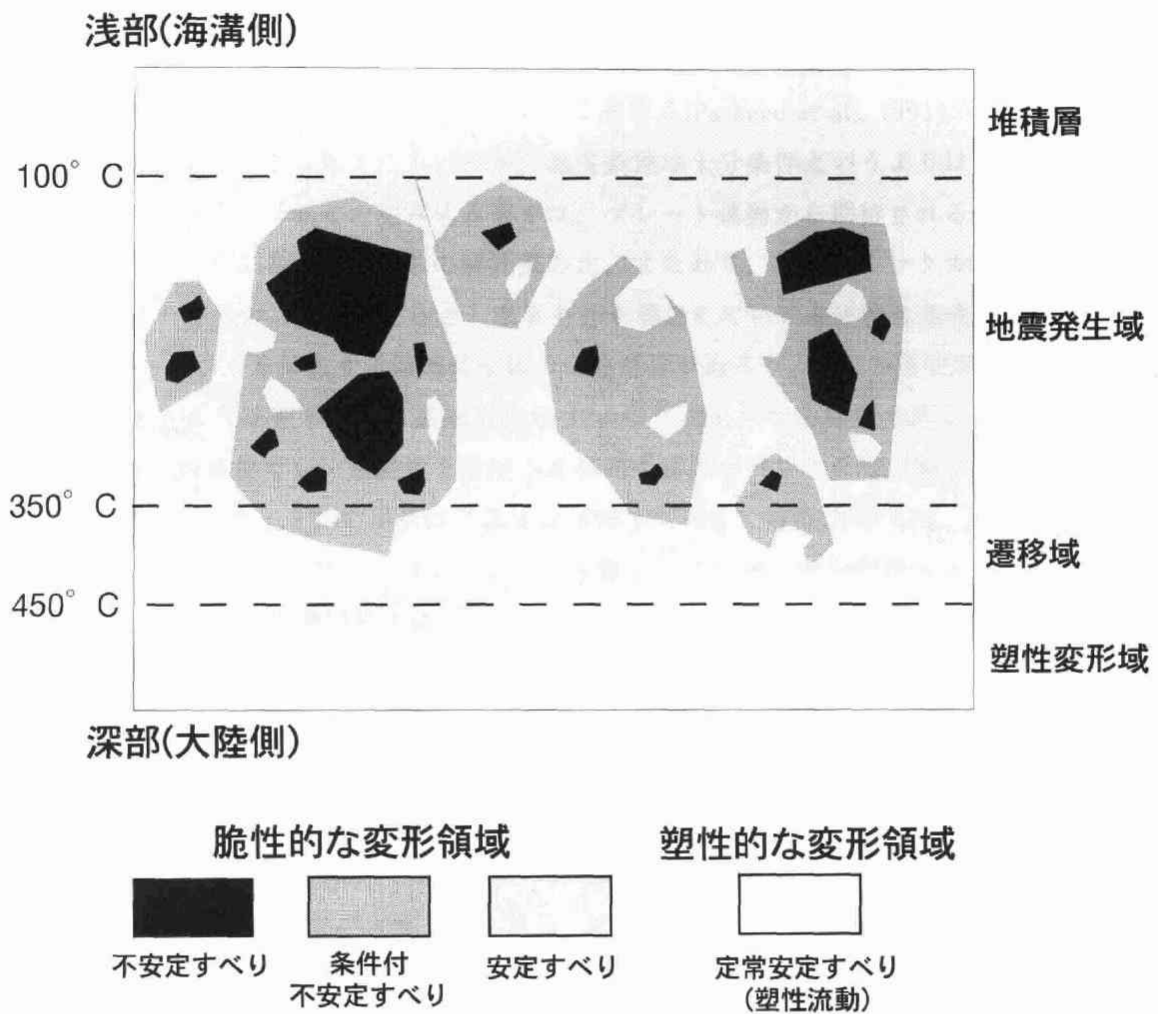 浅部(海溝側)
堆積層
100° C
地震発生域
350° C
遷移域
450° C
塑性変形域
深部(大陸側)
脆性的な変形領域
塑性的な変形領域
不安定すべり
条件付
不安定すべり
安定すべり
定常安定すべり
(塑性流動)